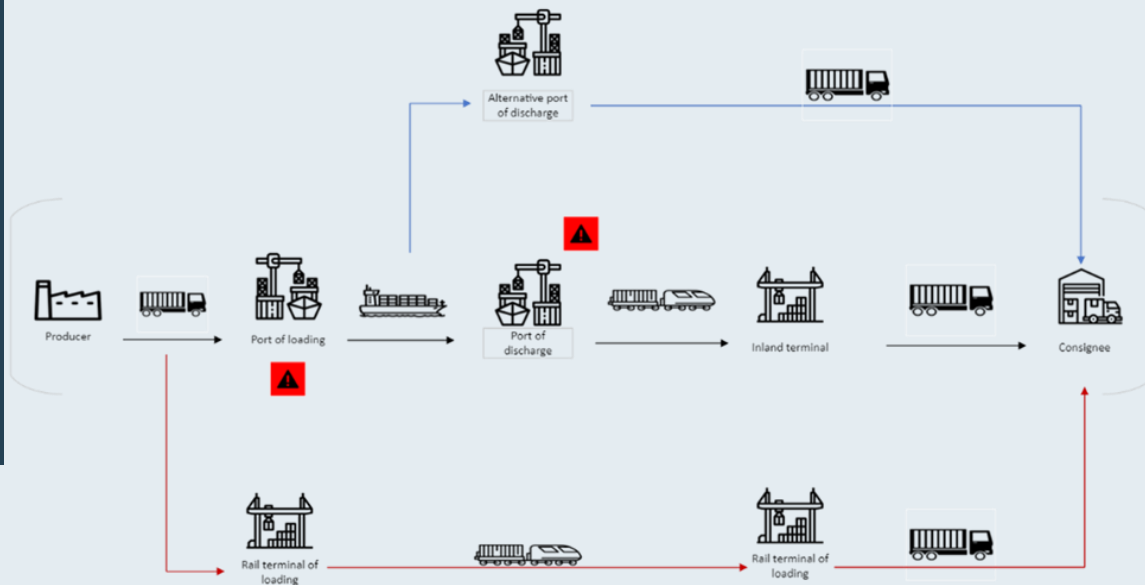 Alternative port
of discharge
Producer
Port of loading
Port of
discharge
Inland terminal
Consignee
Rail terminal of
loading
Rail terminal of
loading